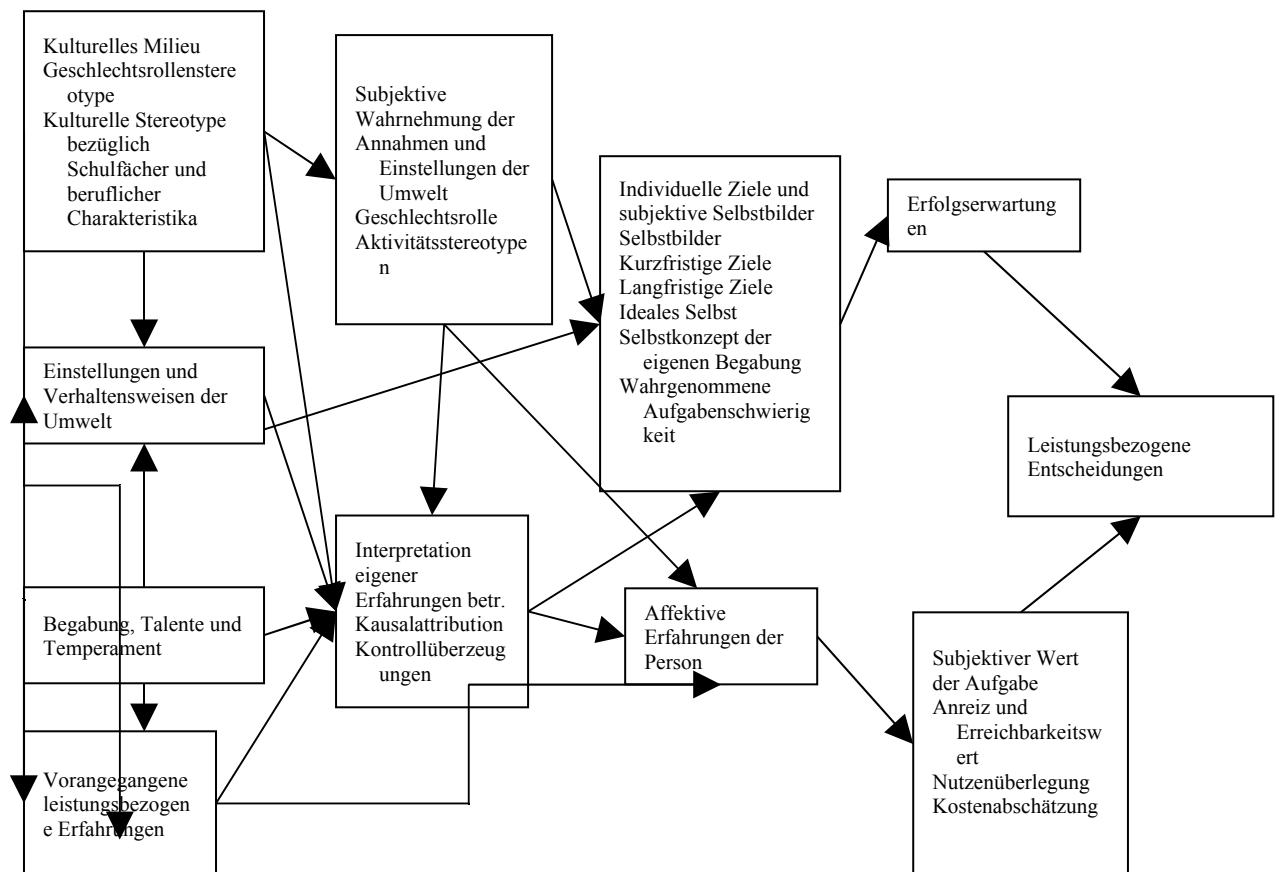 Kulturelles Milieu
Geschlechtsrollenstere
otype
Kulturelle Stereotype
bezüglich
Schulfächer und
beruflicher
Charakteristika
Einstellungen und
Verhaltensweisen der
Umwelt
Begabung, Talente und
Temperament
Vorangegangene
leistungsbezogen
e Erfahrungen
Subjektive
Wahrnehmung der
Annahmen und
Einstellungen der
Umwelt
Geschlechtsrolle
Aktivitätsstereotype
n
Interpretation
eigener
Erfahrungen betr.
Kausalattribution
Kontrollüberzeug
ungen
Individuelle Ziele und
subjektive Selbstbilder
Selbstbilder
Kurzfristige Ziele
Langfristige Ziele
Ideales Selbst
Selbstkonzept der
eigenen Begabung
Wahrgenommene
Aufgabenschwierig
keit
Affektive
Erfahrungen der
Person
Erfolgserwartung
en
Subjektiver Wert
der Aufgabe
Anreiz und
Erreichbarkeitsw
ert
Nutzenüberlegung
Kostenabschätzung
Leistungsbezogene
Entscheidungen